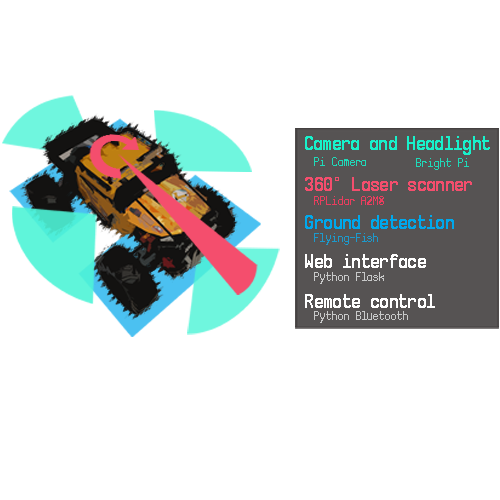 Camera and Headlight
Pi Camera Bright Pi
360° Laser scanner
RPLidar A2M8
Ground detection
Flying-Fish
Web interface
Python Flask
Remote control
Python Bluetooth